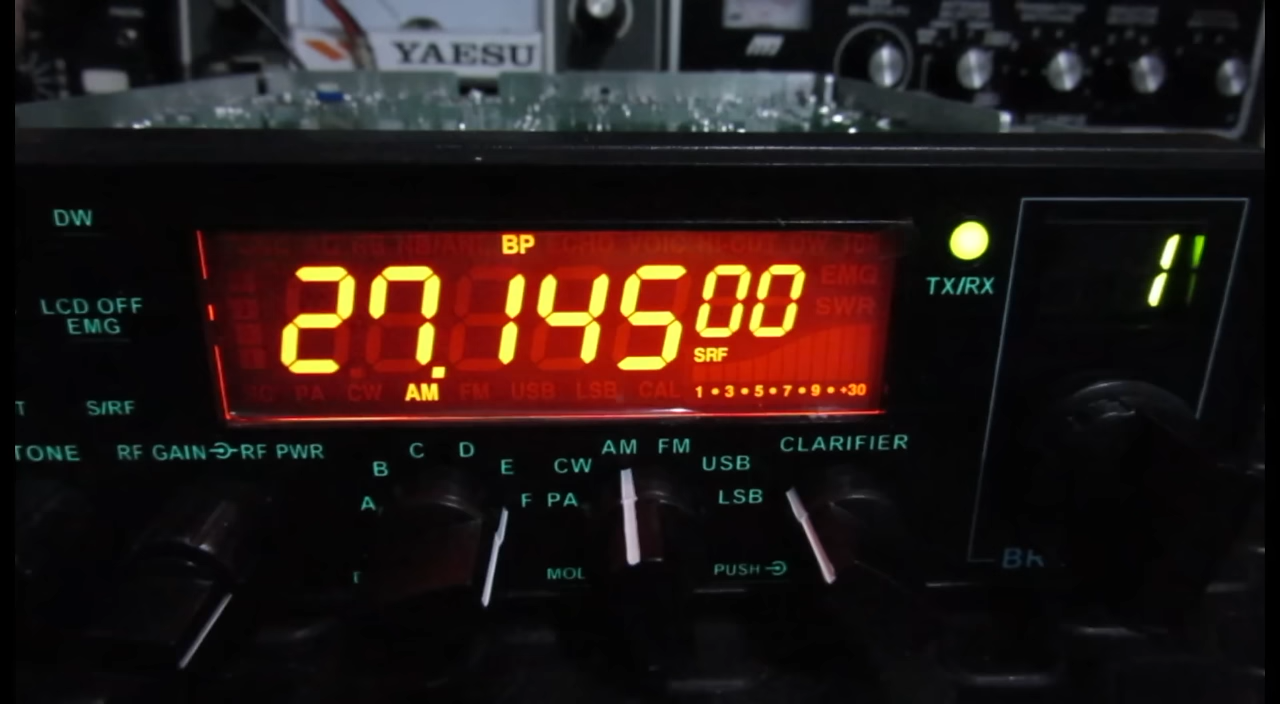 YAESU
DW
BP
LCD OFF
EMG
27.14500
TX/RX
1
EMG
SWR
SRF
PA CW AM FM USB LSB CAL
1 • 3 • 5 • 7 • 9 • +30
S/RF
TONE
RF GAIN RF PWR
A B C D E F
PA CW AM FM USB LSB
CLARIFIER
MOL
PUSH